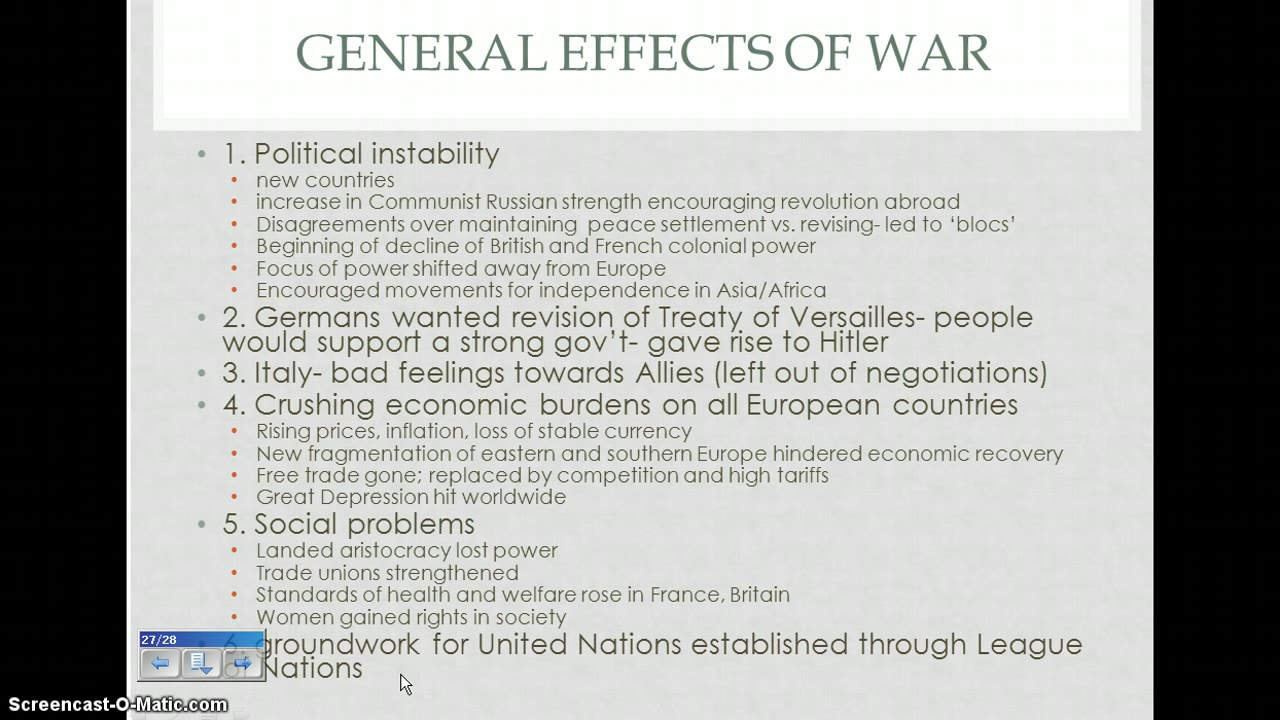 GENERAL EFFECTS OF WAR
• 1. Political instability
• new countries
• increase in Communist Russian strength encouraging revolution abroad
• Disagreements over maintaining peace settlement vs. revising- led to ‘blocs’
• Beginning of decline of British and French colonial power
• Focus of power shifted away from Europe
• Encouraged movements for independence in Asia/Africa
• 2. Germans wanted revision of Treaty of Versailles- people
would support a strong gov’t- gave rise to Hitler
• 3. Italy- bad feelings towards Allies (left out of negotiations)
• 4. Crushing economic burdens on all European countries
• Rising prices, inflation, loss of stable currency
• New fragmentation of eastern and southern Europe hindered economic recovery
• Free trade gone; replaced by competition and high tariffs
• Great Depression hit worldwide
• 5. Social problems
• Landed aristocracy lost power
• Trade unions strengthened
• Standards of health and welfare rose in France, Britain
• Women gained rights in society
• 6. groundwork for United Nations established through League
of Nations
27/28
Screencast-O-Matic.com